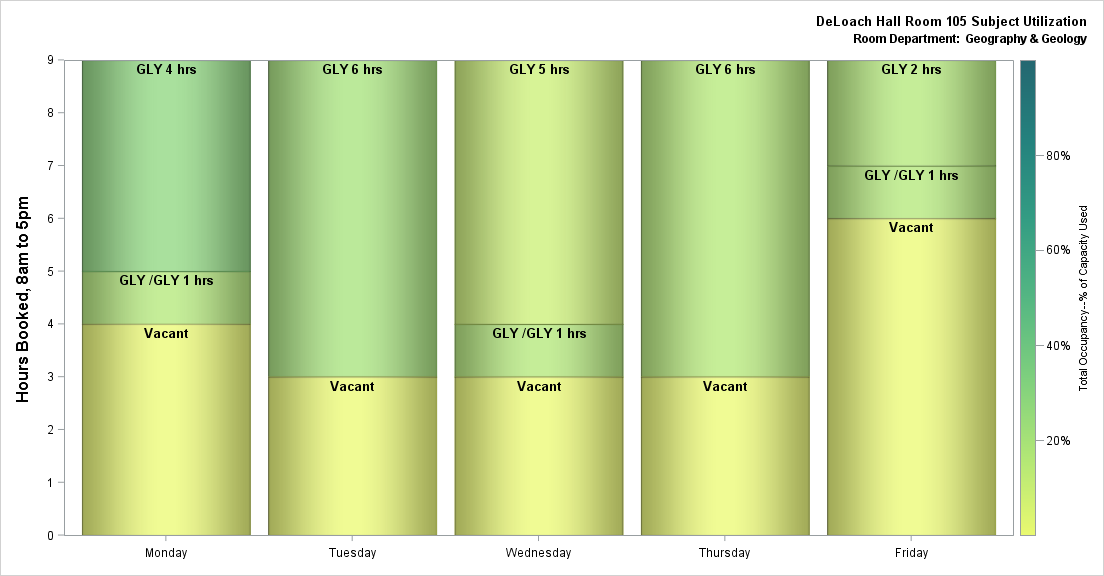 DeLoach Hall Room 105 Subject Utilization
Room Department: Geography & Geology
Hours Booked, 8am to 5pm
9
8
7
6
5
4
3
2
1
0
GLY 4 hrs
GLY /GLY 1 hrs
Vacant
GLY 6 hrs
Vacant
GLY 5 hrs
GLY /GLY 1 hrs
Vacant
GLY 6 hrs
Vacant
GLY 2 hrs
GLY /GLY 1 hrs
Vacant
Monday
Tuesday
Wednesday
Thursday
Friday
80%
60%
40%
20%
Total Occupancy--% of Capacity Used